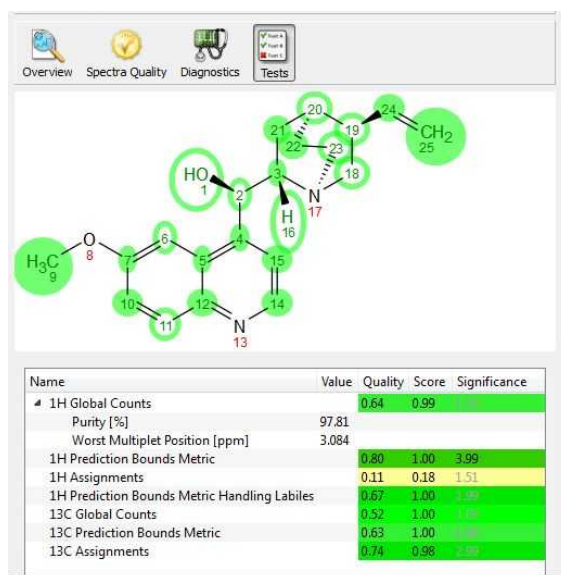 Overview Spectra Quality Diagnostics Tests
20
24
21
19
CH2
25
22
23
HO
1
3
18
2
N
17
H
16
O
8
6
4
15
H3C
9
7
5
10
12
14
11
N
13
Name Value Quality Score Significance
1H Global Counts 0.64 0.99
Purity [%] 97.81
Worst Multiplet Position [ppm] 3.084
1H Prediction Bounds Metric 0.80 1.00 3.99
1H Assignments 0.11 0.18 1.51
1H Prediction Bounds Metric Handling Labiles 0.67 1.00 1.99
13C Global Counts 0.52 1.00
13C Prediction Bounds Metric 0.63 1.00
13C Assignments 0.74 0.98 2.99